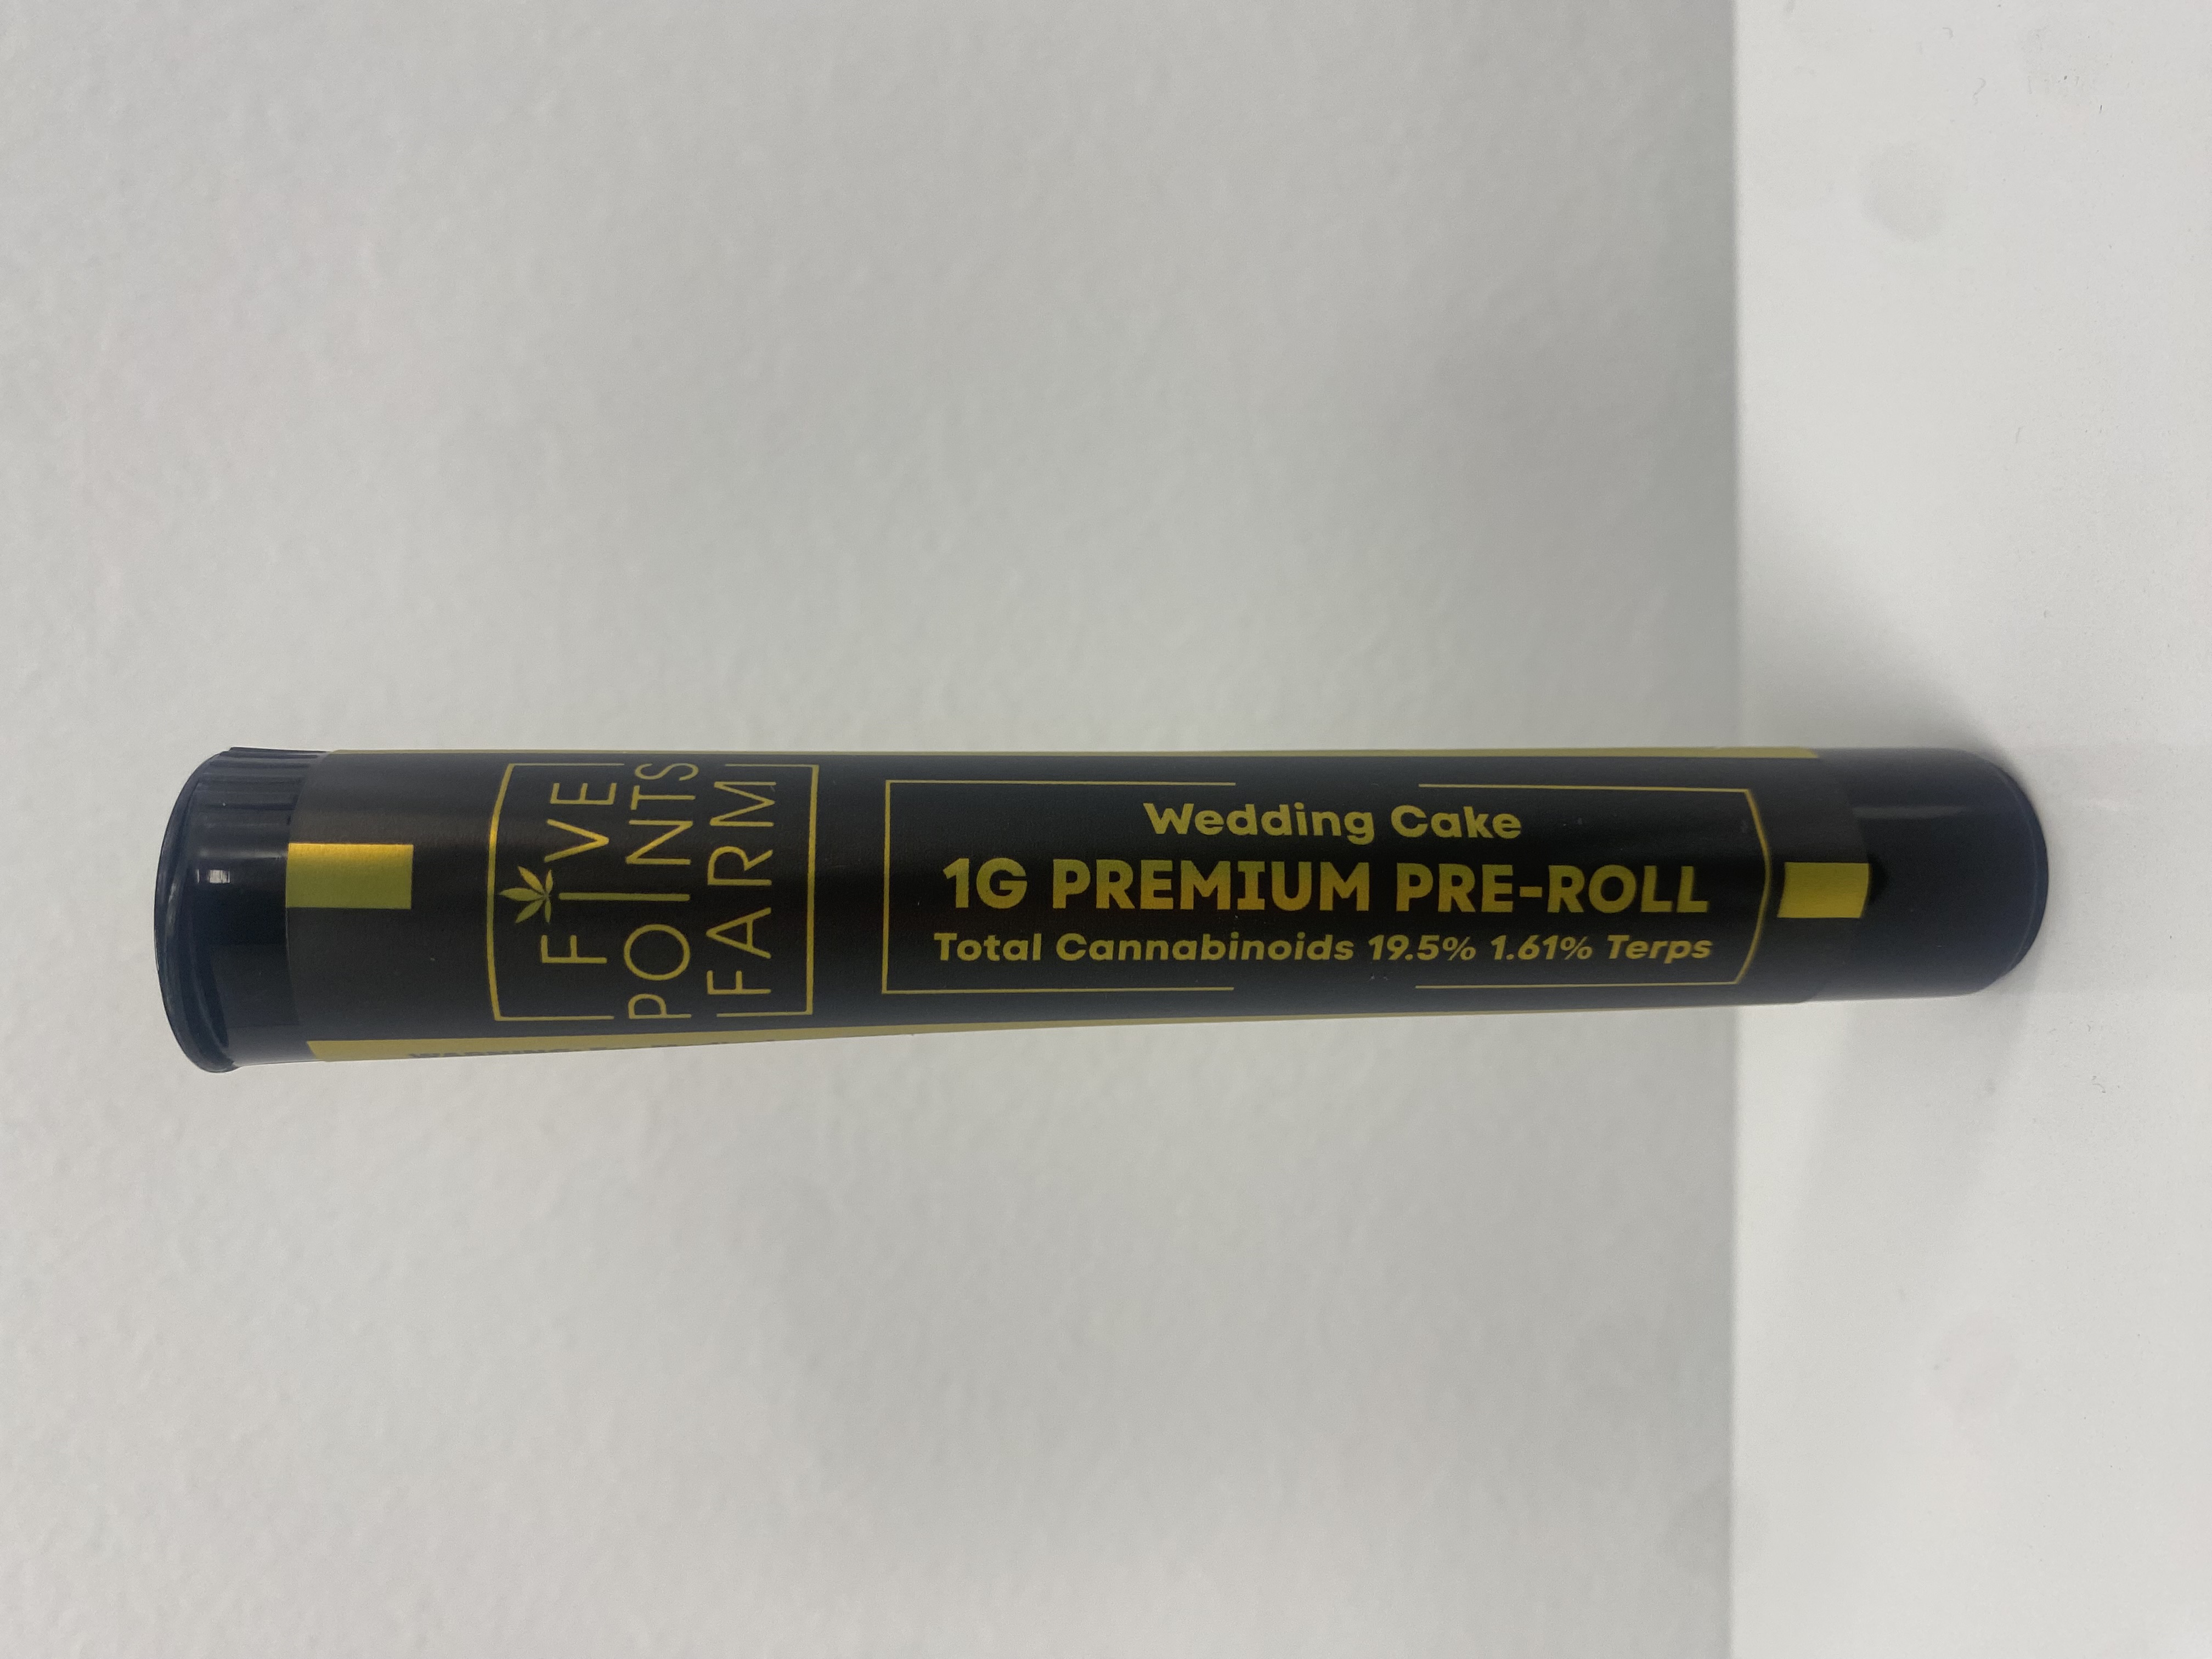 FIVE
POINTS
FARM
Wedding Cake
1G PREMIUM PRE-ROLL
Total Cannabinoids 19.5% 1.61% Terps